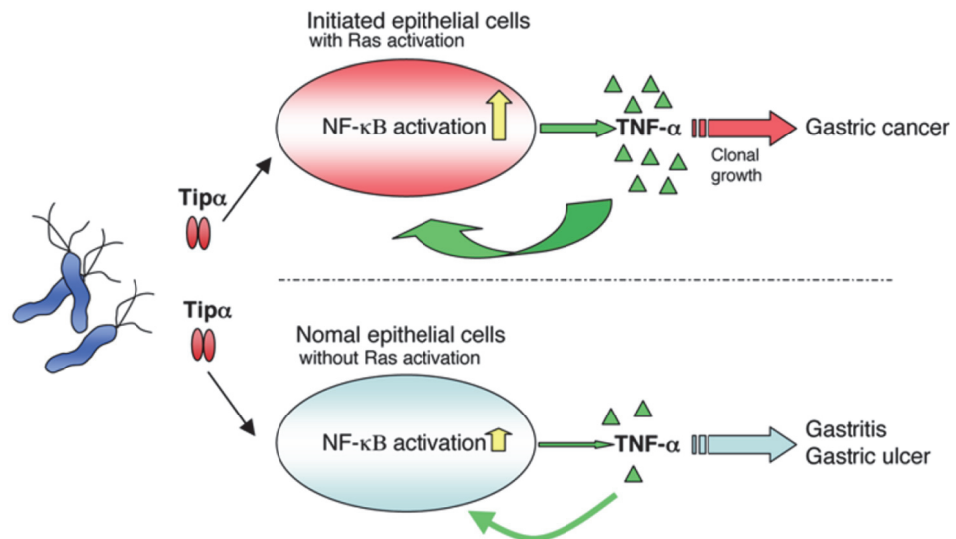 Initiated epithelial cells
with Ras activation
NF-κB activation
TNF-α
Gastric cancer
Clonal
growth
Tipα
Tipα
Nomal epithelial cells
without Ras activation
NF-κB activation
TNF-α
Gastritis
Gastric ulcer